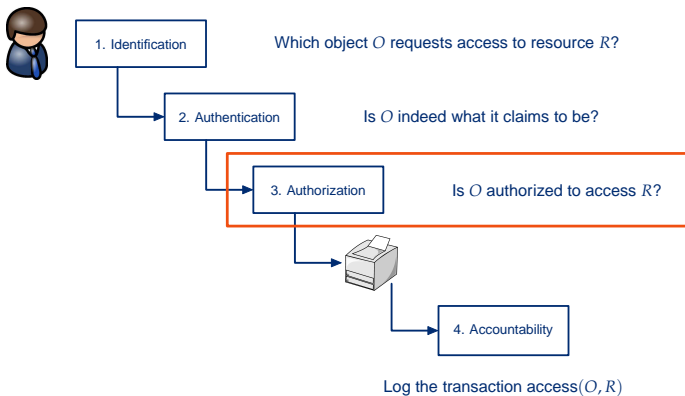 1. Identification
Which object O requests access to resource R?
2. Authentication
Is O indeed what it claims to be?
3. Authorization
Is O authorized to access R?
4. Accountability
Log the transaction access(O, R)